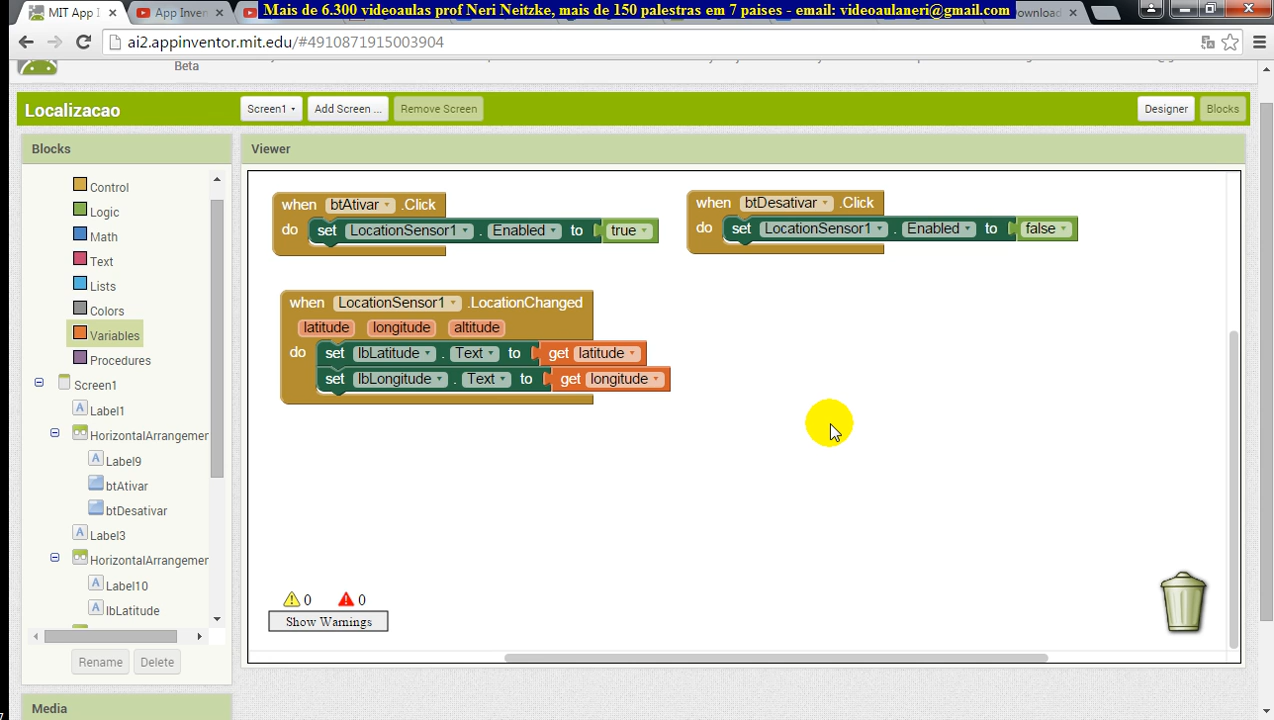 MIT App I
App Inven
Mais de 6.300 videoaulas prof Neri Neitzke, mais de 150 palestras em 7 paises - email: videoaulaneri@gmail.com
ownload
ai2.appinventor.mit.edu/#4910871915003904
Beta
Localizacao
Screen1
Add Screen ...
Remove Screen
Designer
Blocks
Blocks
Viewer
Control
Logic
Math
Text
Lists
Colors
Variables
Procedures
Screen1
Label1
HorizontalArrangemer
Label9
btAtivar
btDesativar
Label3
HorizontalArrangemer
Label10
lbLatitude
Rename
Delete
Media
when btAtivar .Click
do set LocationSensor1 . Enabled to true
when btDesativar .Click
do set LocationSensor1 . Enabled to false
when LocationSensor1 .LocationChanged
latitude longitude altitude
do set lbLatitude . Text to get latitude
set lbLongitude . Text to get longitude
0 0
Show Warnings